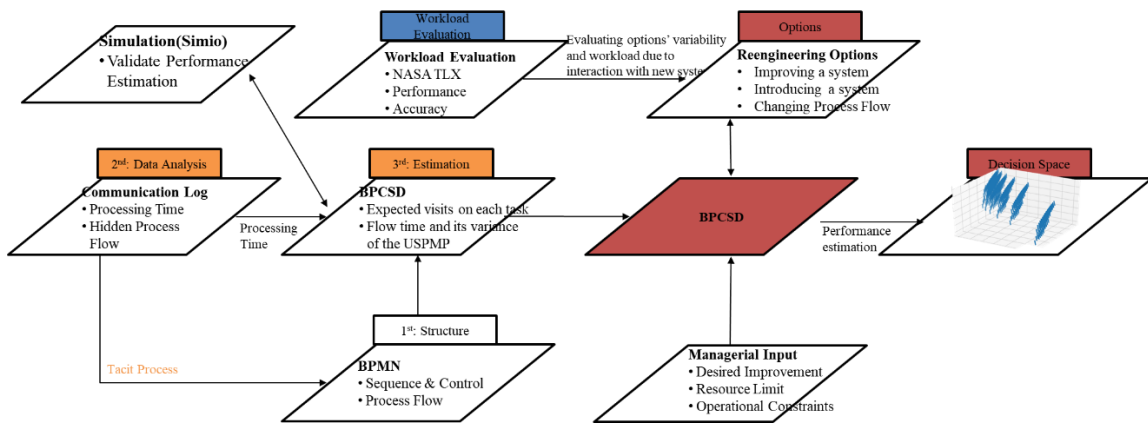 Simulation(Simio)
• Validate Performance
Estimation
Workload
Evaluation
Workload Evaluation
• NASA TLX
• Performance
• Accuracy
Evaluating options' variability
and workload due to
interaction with new syste
Options
Reengineering Options
• Improving a system
• Introducing a system
• Changing Process Flow
2nd: Data Analysis
Communication Log
• Processing Time
• Hidden Process
Flow
Processing
Time
3rd: Estimation
BPCSD
• Expected visits on each task
• Flow time and its variance
of the USPMP
BPCSD
Performance
estimation
Decision Space
Tacit Process
1st: Structure
BPMN
• Sequence & Control
• Process Flow
Managerial Input
• Desired Improvement
• Resource Limit
• Operational Constraints